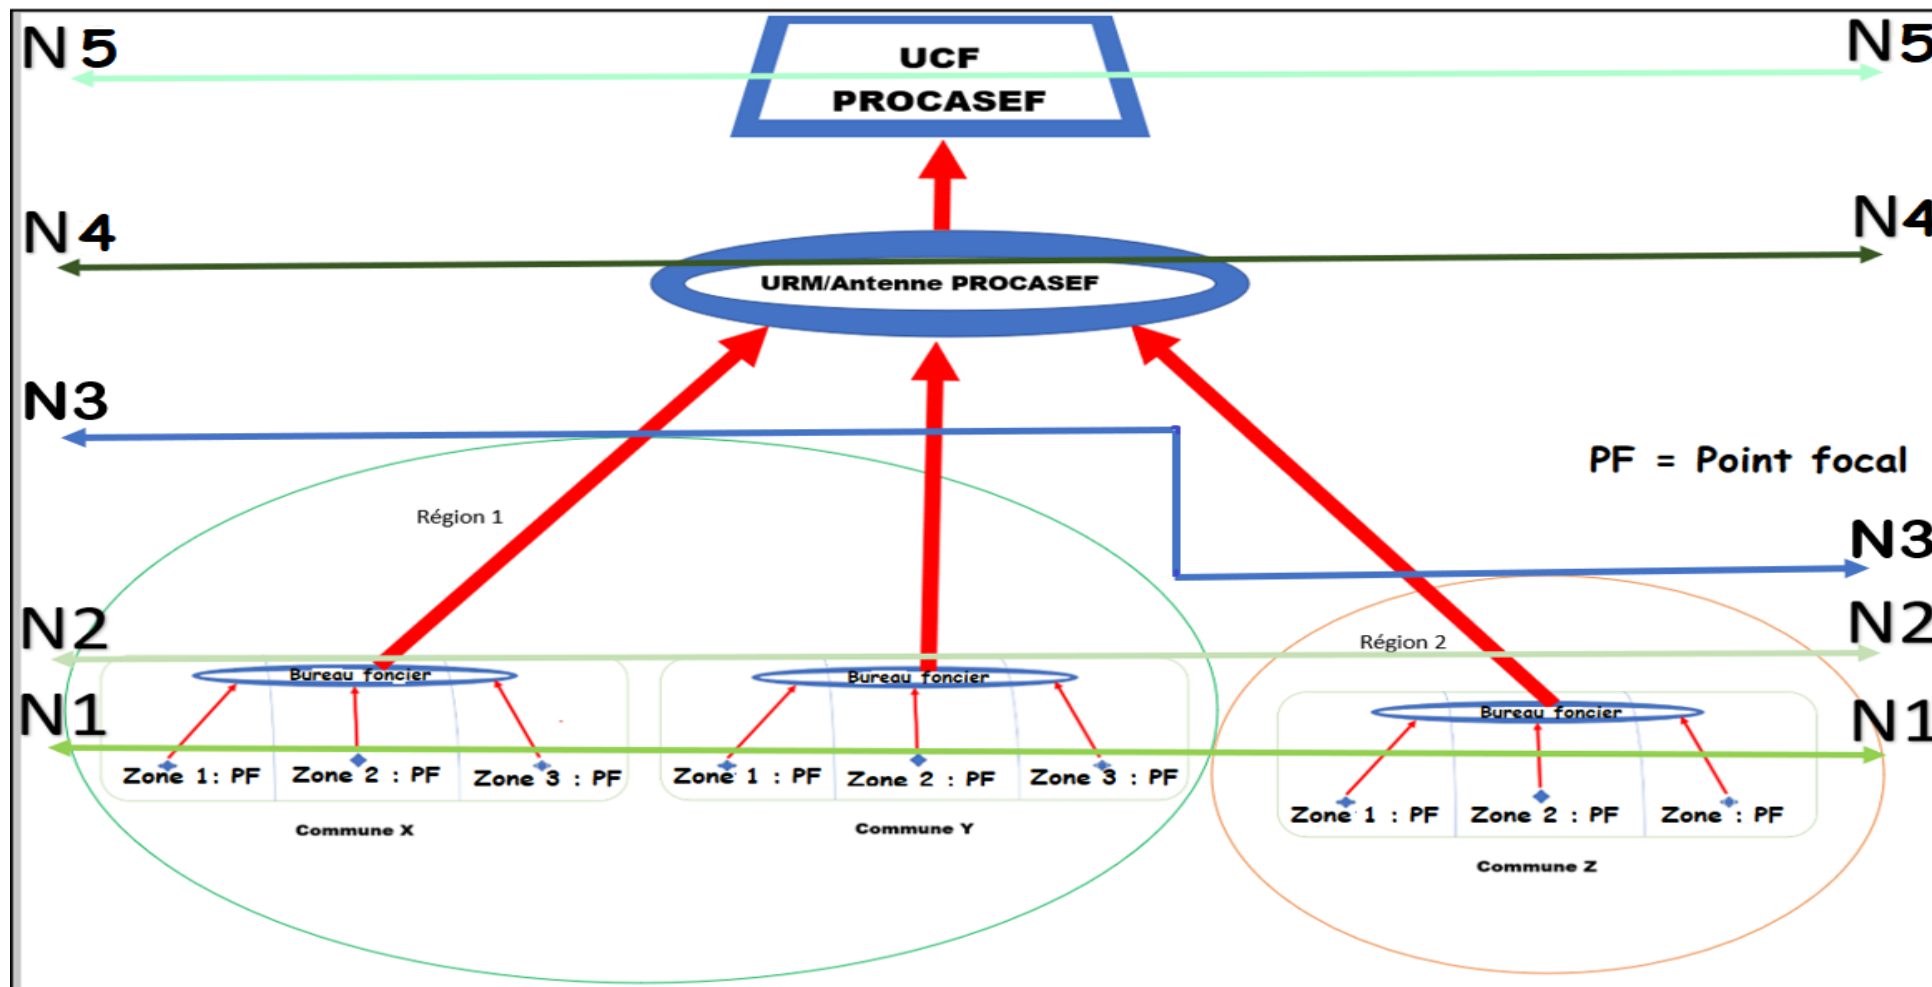 N5
N5
UCF
PROCASEF
N4
N4
URM/Antenne PROCASEF
N3
PF = Point focal
Région 1
N3
N2
N2
Région 2
Bureau foncier
Bureau foncier
N1
N1
Bureau foncier
Zone 1: PF
Zone 2 : PF
Zone 3 : PF
Zone 1 : PF
Zone 2 : PF
Zone 3 : PF
Zone 1 : PF
Zone 2 : PF
Zone : PF
Commune X
Commune Y
Commune Z